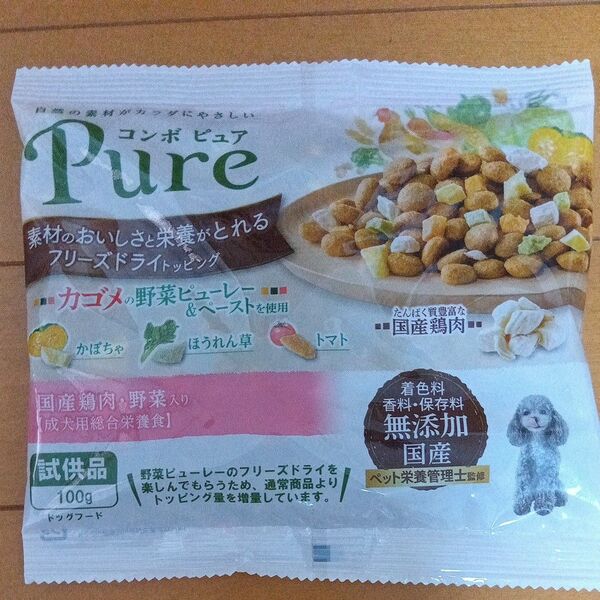 自然の素材がカラダにやさしい
コンボ ピュア
Pure
素材のおいしさと栄養がとれる
フリーズドライトッピング
カゴメの野菜ピューレー
&ペーストを使用
かぼちゃ
ほうれん草
トマト
たんぱく質豊富な
国産鶏肉
国産鶏肉・野菜入り
【成犬用総合栄養食】
着色料
香料・保存料
無添加
国産
ペット栄養管理士監修
試供品
100g
ドッグフード
野菜ピューレーのフリーズドライを
楽しんでもらうため、通常商品より
トッピング量を増量しています。